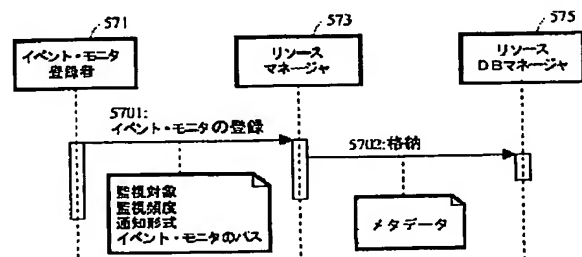 571
573
575
イベント・モニタ
登録者
リソース
マネージャ
リソース
DBマネージャ
S701:
イベント・モニタの登録
S702:格納
監視対象
監視頻度
通知形式
イベント・モニタのパス
メタデータ